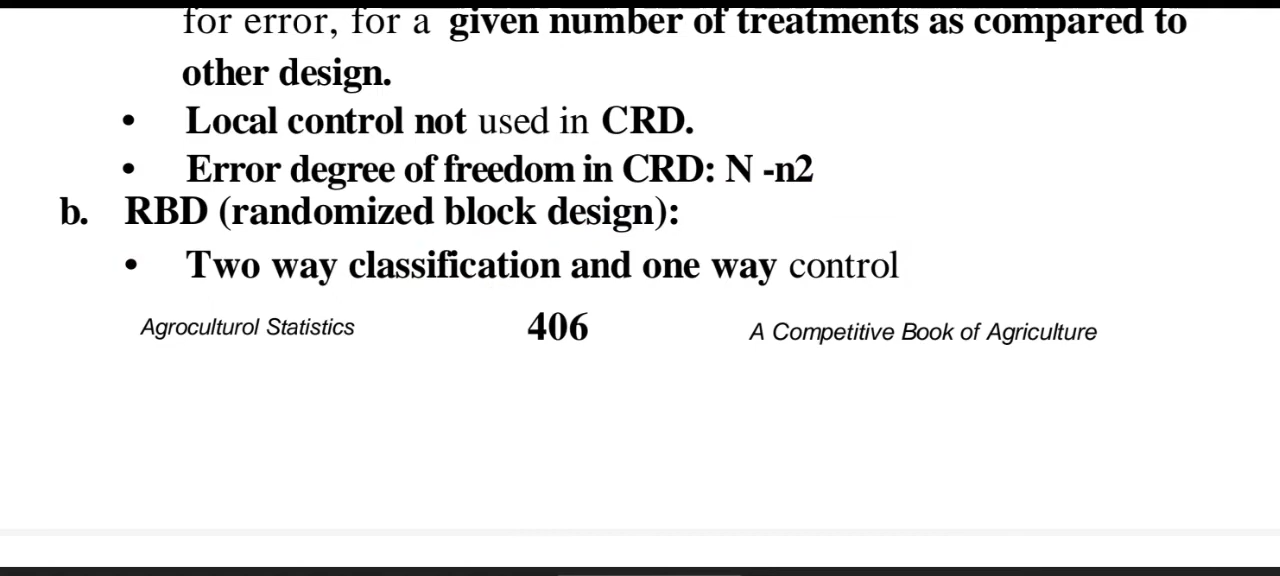 for error, for a given number of treatments as compared to
other design.
• Local control not used in CRD.
• Error degree of freedom in CRD: N -n2
b. RBD (randomized block design):
• Two way classification and one way control
Agroculturol Statistics 406 A Competitive Book of Agriculture